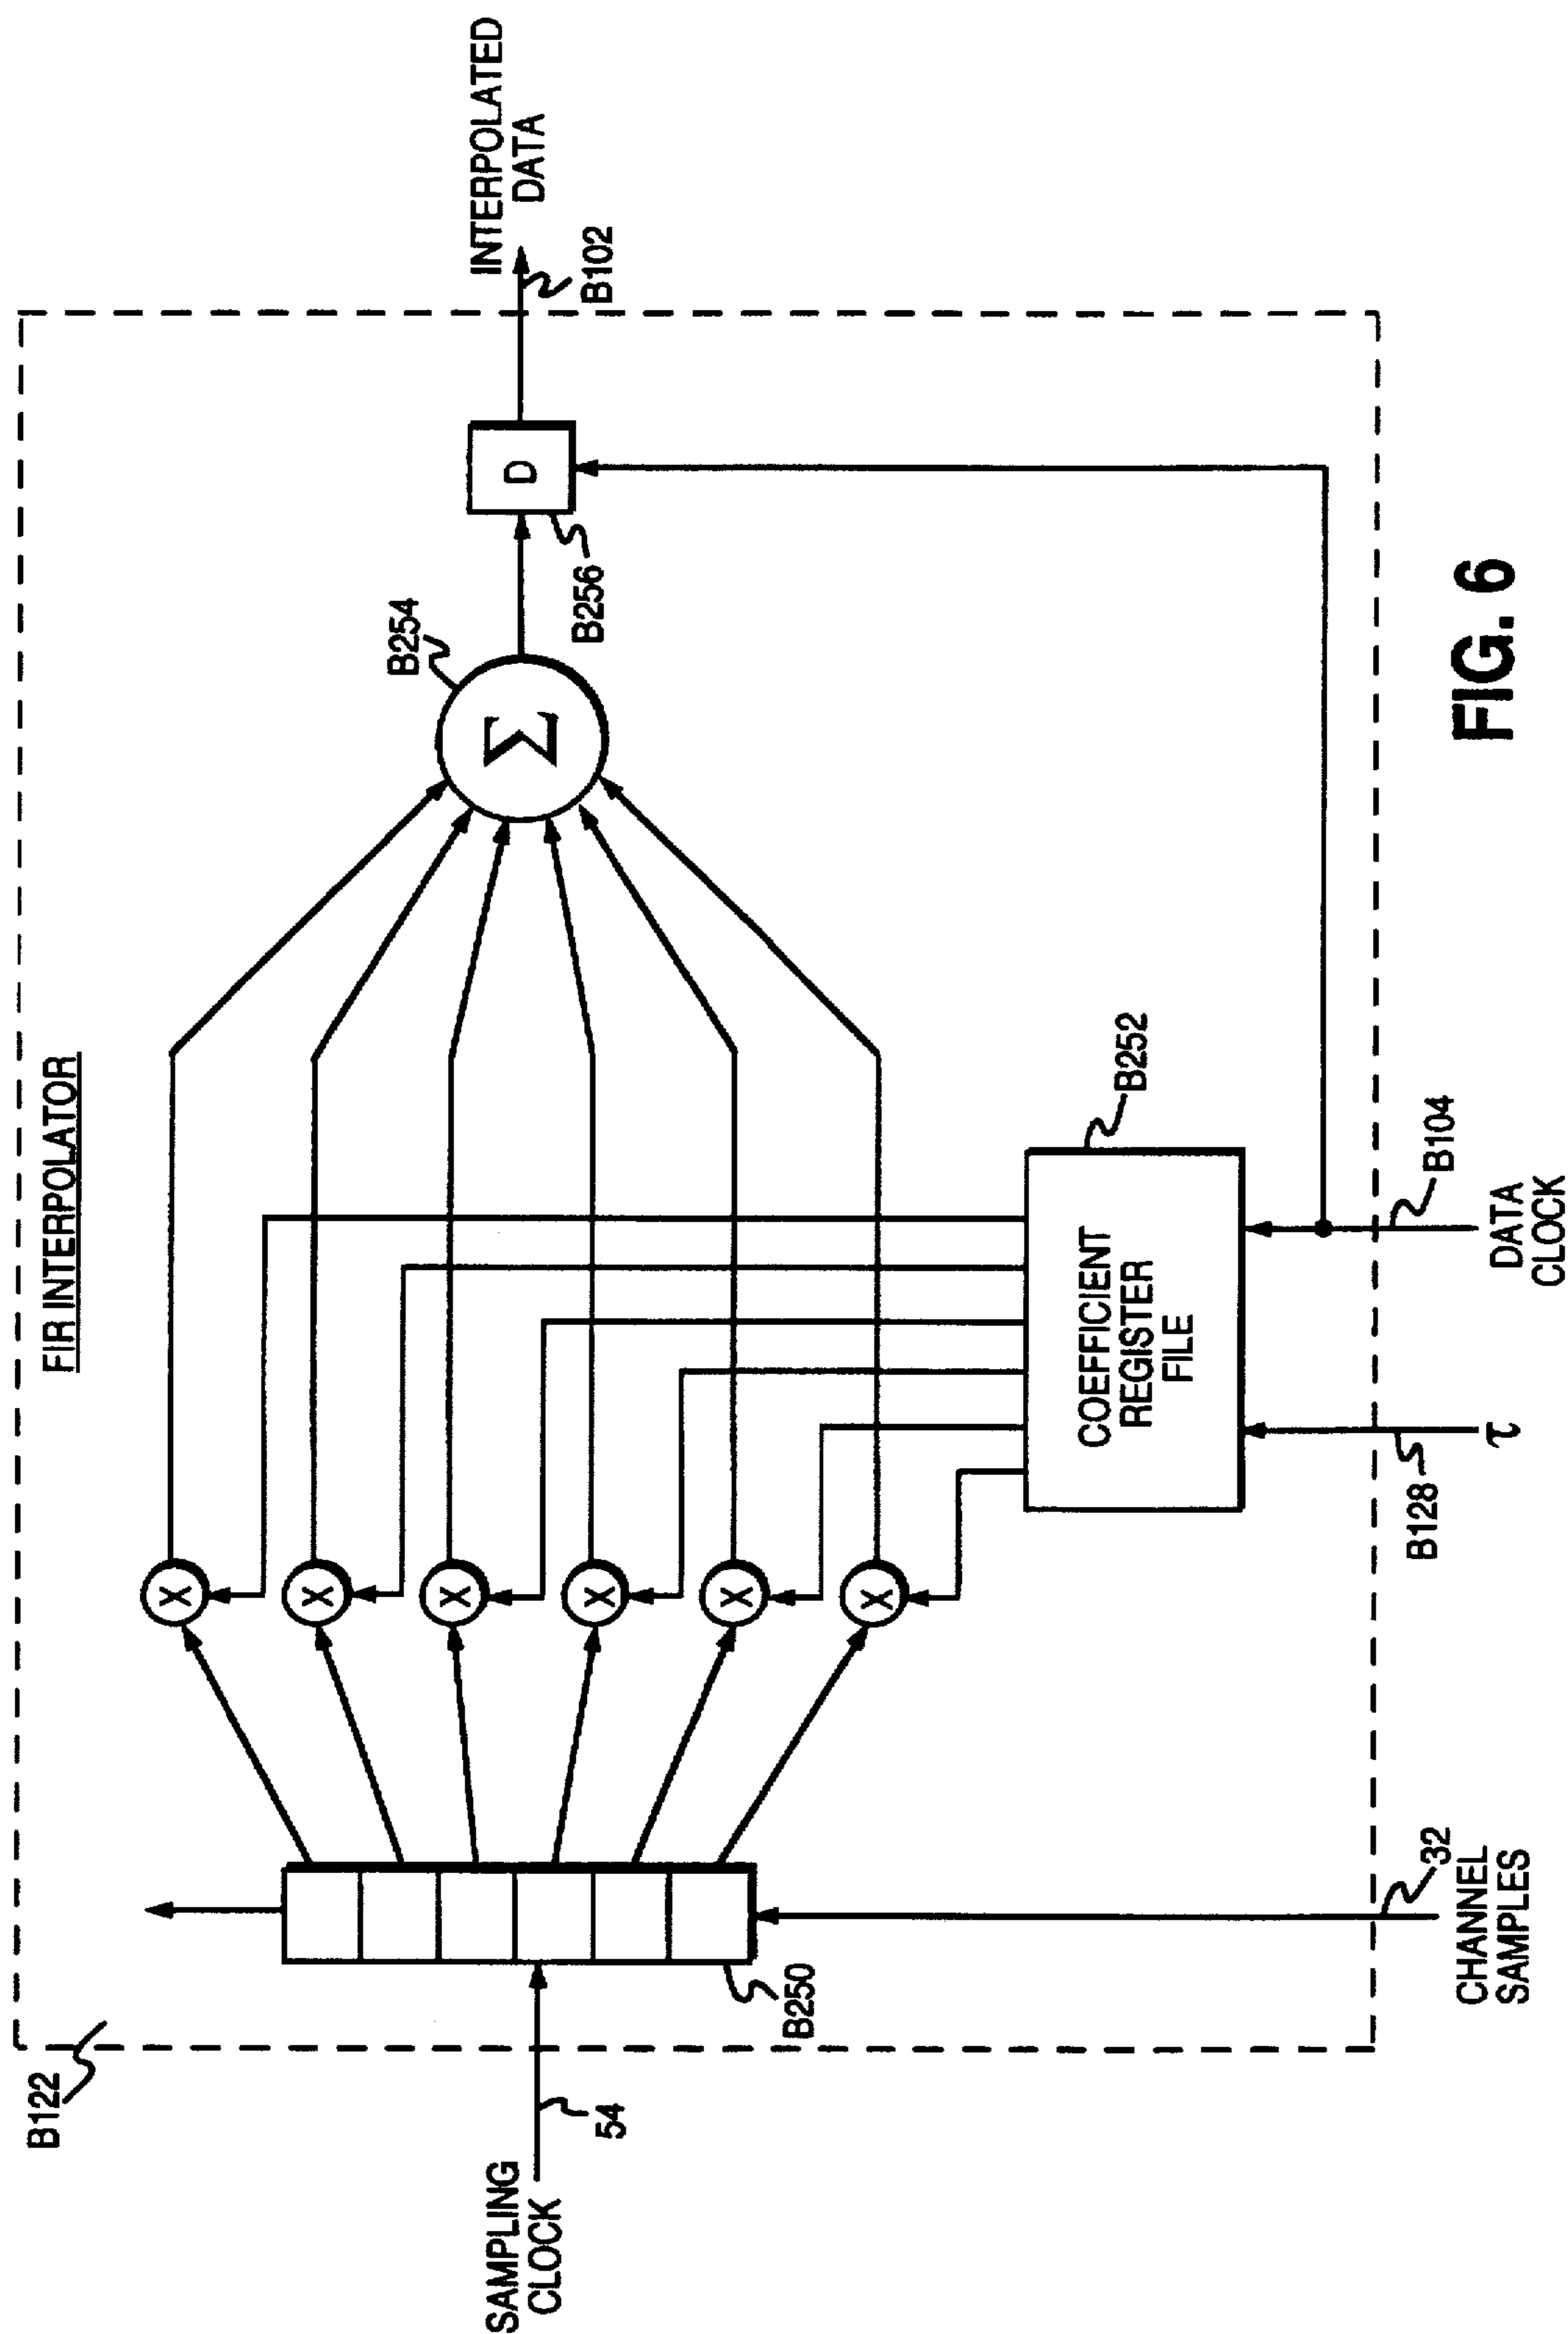 FIR INTERPOLATOR
B122
SAMPLING
CLOCK
54
B250
X
X
X
X
X
X
B254
Σ
B256
D
INTERPOLATED
DATA
B102
COEFFICIENT
REGISTER
FILE
B252
CHANNEL
SAMPLES
32
B128
τ
B104
DATA
CLOCK
FIG. 6